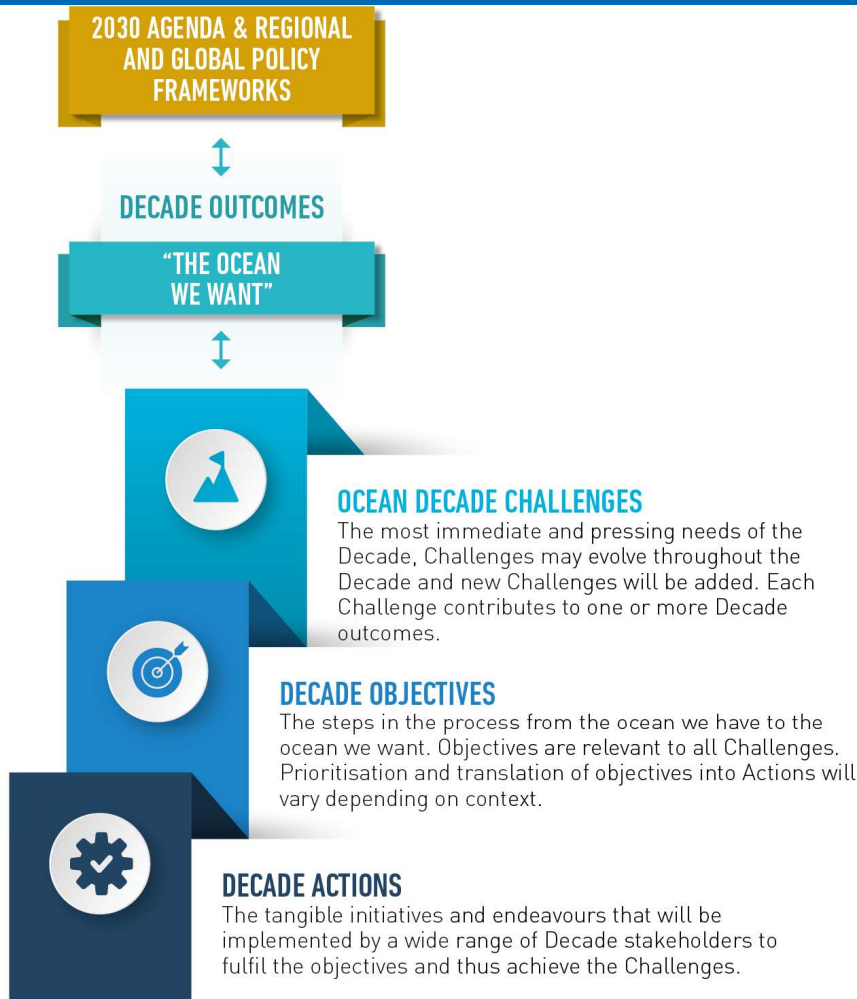 2030 AGENDA & REGIONAL
AND GLOBAL POLICY
FRAMEWORKS
DECADE OUTCOMES
“THE OCEAN
WE WANT”
OCEAN DECADE CHALLENGES
The most immediate and pressing needs of the
Decade, Challenges may evolve throughout the
Decade and new Challenges will be added. Each
Challenge contributes to one or more Decade
outcomes.
DECADE OBJECTIVES
The steps in the process from the ocean we have to the
ocean we want. Objectives are relevant to all Challenges.
Prioritisation and translation of objectives into Actions will
vary depending on context.
DECADE ACTIONS
The tangible initiatives and endeavours that will be
implemented by a wide range of Decade stakeholders to
fulfil the objectives and thus achieve the Challenges.